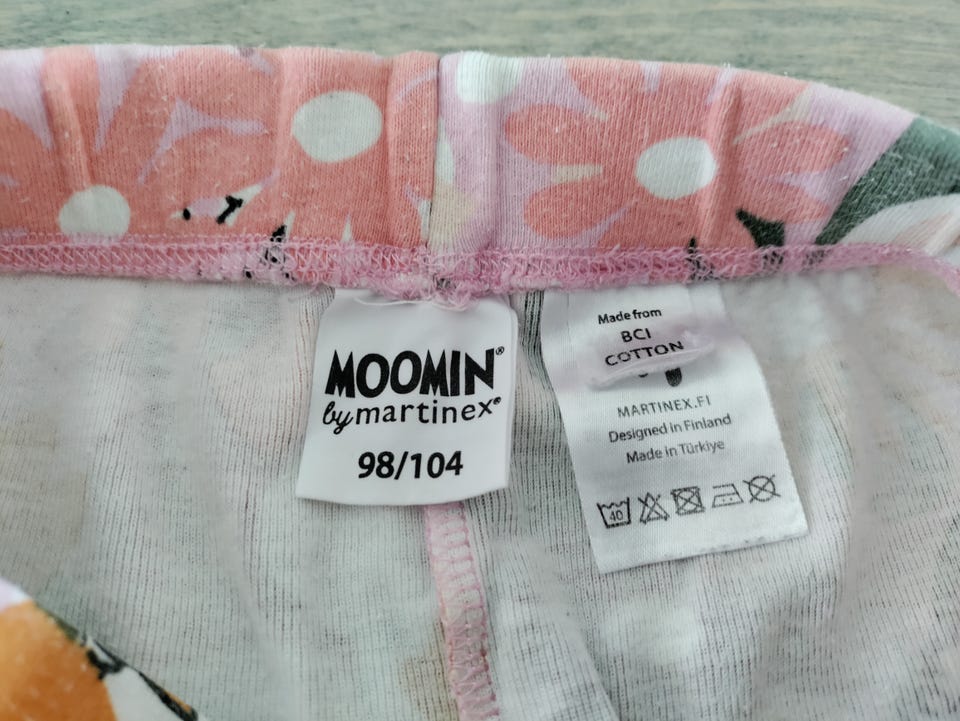 MOOMIN®
by martinex®
98/104
Made from
BCI
COTTON
MARTINEX.FI
Designed in Finland
Made in Türkiye
40